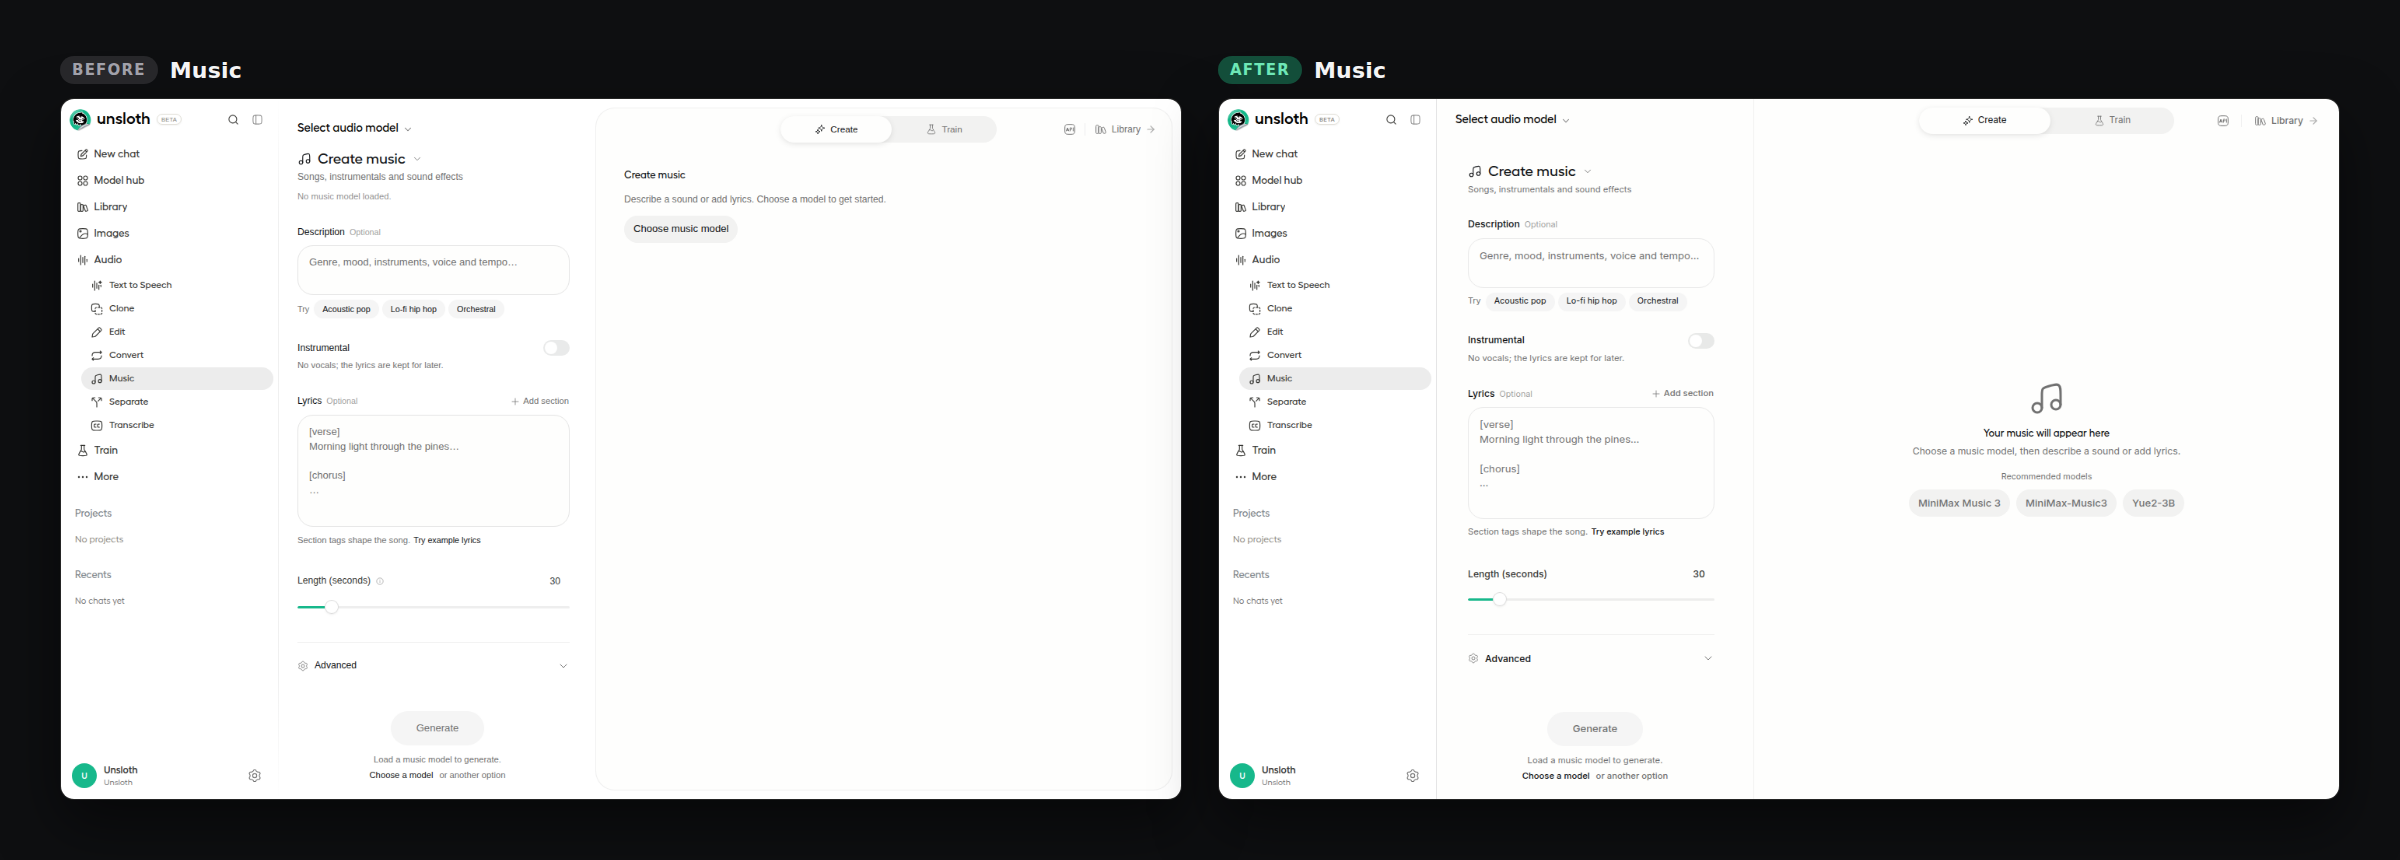 BEFORE Music
unsloth BETA
New chat
Model hub
Library
Images
Audio
Text to Speech
Clone
Edit
Convert
Music
Separate
Transcribe
Train
More
Projects
No projects
Recents
No chats yet
U
Unsloth
Unsloth
Select audio model
Create music
Songs, instrumentals and sound effects
No music model loaded.
Description Optional
Genre, mood, instruments, voice and tempo…
Try Acoustic pop Lo-fi hip hop Orchestral
Instrumental
No vocals; the lyrics are kept for later.
Lyrics Optional Add section
[verse]
Morning light through the pines…
[chorus]
…
Section tags shape the song. Try example lyrics
Length (seconds) 30
Advanced
Generate
Load a music model to generate.
Choose a model or another option
Create Train API Library
Create music
Describe a sound or add lyrics. Choose a model to get started.
Choose music model
AFTER Music
unsloth BETA
New chat
Model hub
Library
Images
Audio
Text to Speech
Clone
Edit
Convert
Music
Separate
Transcribe
Train
More
Projects
No projects
Recents
No chats yet
U
Unsloth
Unsloth
Select audio model
Create music
Songs, instrumentals and sound effects
Description Optional
Genre, mood, instruments, voice and tempo...
Try Acoustic pop Lo-fi hip hop Orchestral
Instrumental
No vocals; the lyrics are kept for later.
Lyrics Optional Add section
[verse]
Morning light through the pines...
[chorus]
...
Section tags shape the song. Try example lyrics
Length (seconds) 30
Advanced
Generate
Load a music model to generate.
Choose a model or another option
Create Train API Library
Your music will appear here
Choose a music model, then describe a sound or add lyrics.
Recommended models
MiniMax Music 3 MiniMax-Music3 Yue2-3B